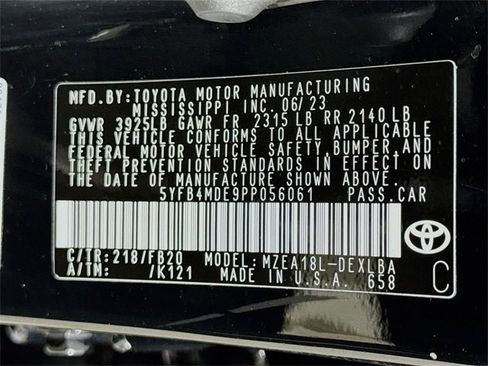 MFD.BY:TOYOTA MOTOR MANUFACTURING
MISSISSIPPI INC. 06/23
GVWR 3925LB GAWR FR 2315 LB RR 2140 LB
THIS VEHICLE CONFORMS TO ALL APPLICABLE
FEDERAL MOTOR VEHICLE SAFETY,BUMPER,AND
THEFT PREVENTION STANDARDS IN EFFECT ON
THE DATE OF MANUFACTURE SHOWN ABOVE.
5YFB4MDE9PP056061 PASS.CAR
C/TR:218/FB20 MODEL:MZEA18L-DEXLBA
A/TM: /K121 MADE IN U.S.A. 658
C